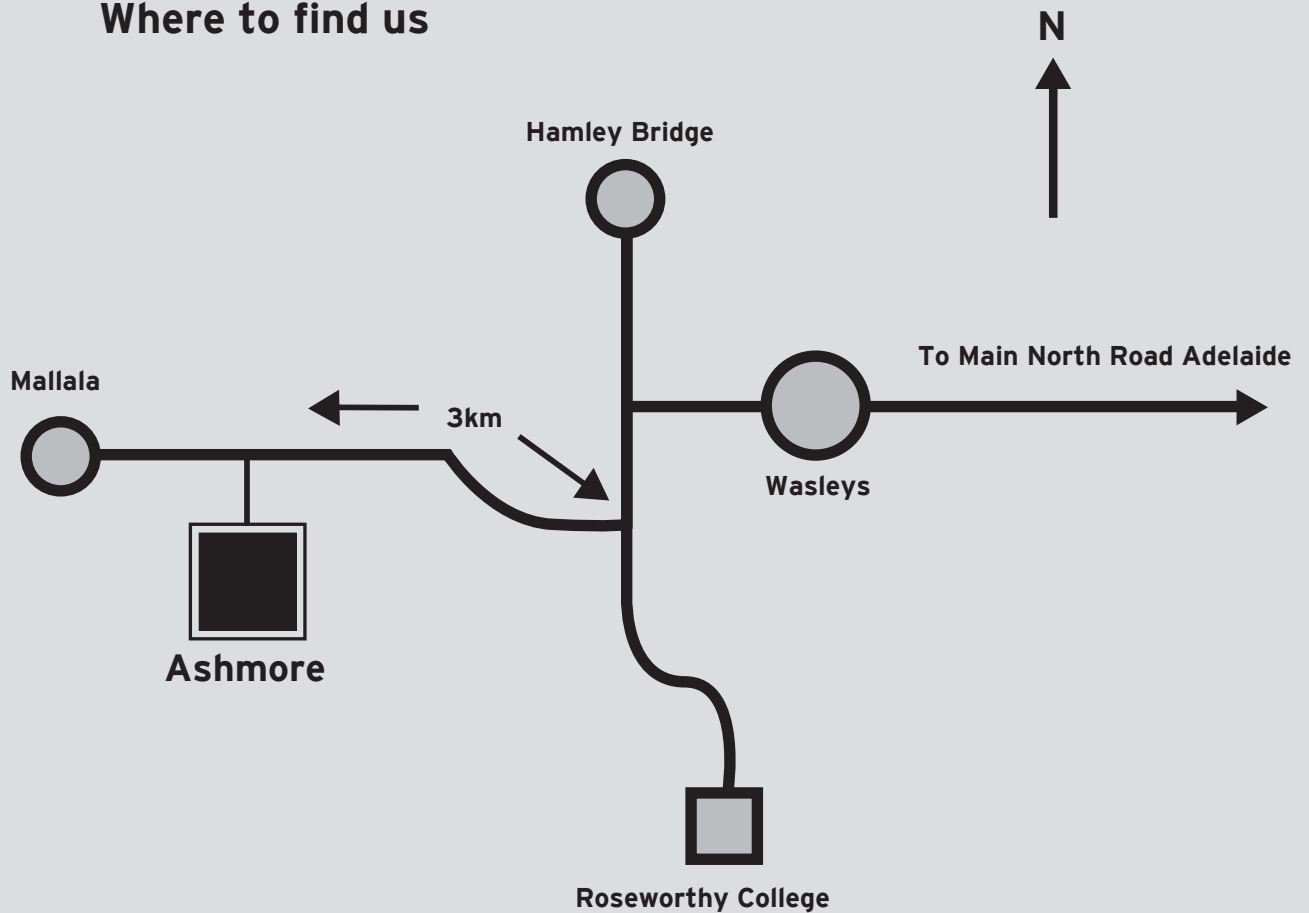 Where to find us
N
Hamley Bridge
To Main North Road Adelaide
Mallala
3km
Wasleys
Ashmore
Roseworthy College